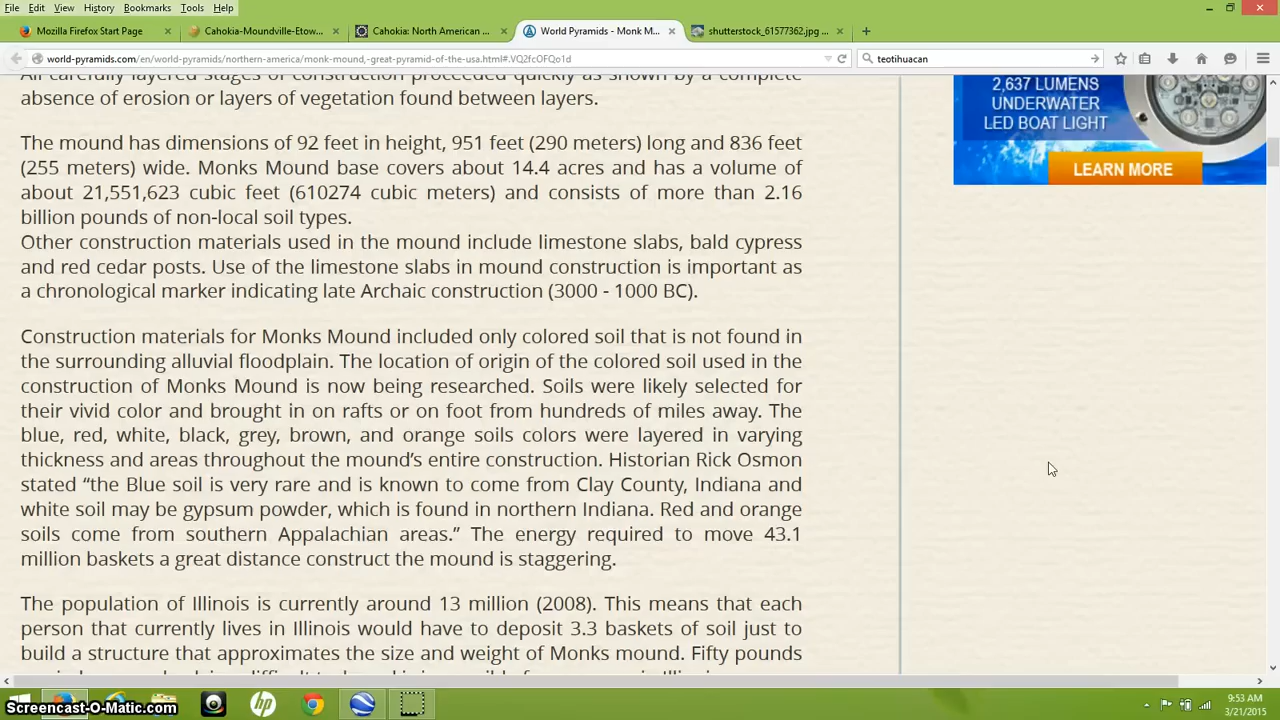 File Edit View History Bookmarks Tools Help
Mozilla Firefox Start Page
Cahokia-Moundville-Etow...
Cahokia: North American ...
World Pyramids - Monk M...
shutterstock_61577362.jpg ...
world-pyramids.com/en/world-pyramids/northern-america/monk-mound,-great-pyramid-of-the-usa.html#.VQ2fcOFQo1d
teotihuacan
All carefully layered stages of construction proceeded quickly as shown by a complete
absence of erosion or layers of vegetation found between layers.
The mound has dimensions of 92 feet in height, 951 feet (290 meters) long and 836 feet
(255 meters) wide. Monks Mound base covers about 14.4 acres and has a volume of
about 21,551,623 cubic feet (610274 cubic meters) and consists of more than 2.16
billion pounds of non-local soil types.
Other construction materials used in the mound include limestone slabs, bald cypress
and red cedar posts. Use of the limestone slabs in mound construction is important as
a chronological marker indicating late Archaic construction (3000 - 1000 BC).
Construction materials for Monks Mound included only colored soil that is not found in
the surrounding alluvial floodplain. The location of origin of the colored soil used in the
construction of Monks Mound is now being researched. Soils were likely selected for
their vivid color and brought in on rafts or on foot from hundreds of miles away. The
blue, red, white, black, grey, brown, and orange soils colors were layered in varying
thickness and areas throughout the mound's entire construction. Historian Rick Osmon
stated “the Blue soil is very rare and is known to come from Clay County, Indiana and
white soil may be gypsum powder, which is found in northern Indiana. Red and orange
soils come from southern Appalachian areas.” The energy required to move 43.1
million baskets a great distance construct the mound is staggering.
The population of Illinois is currently around 13 million (2008). This means that each
person that currently lives in Illinois would have to deposit 3.3 baskets of soil just to
build a structure that approximates the size and weight of Monks mound. Fifty pounds
2,637 LUMENS
UNDERWATER
LED BOAT LIGHT
LEARN MORE
Screencast-O-Matic.com
hp
9:53 AM
3/21/2015